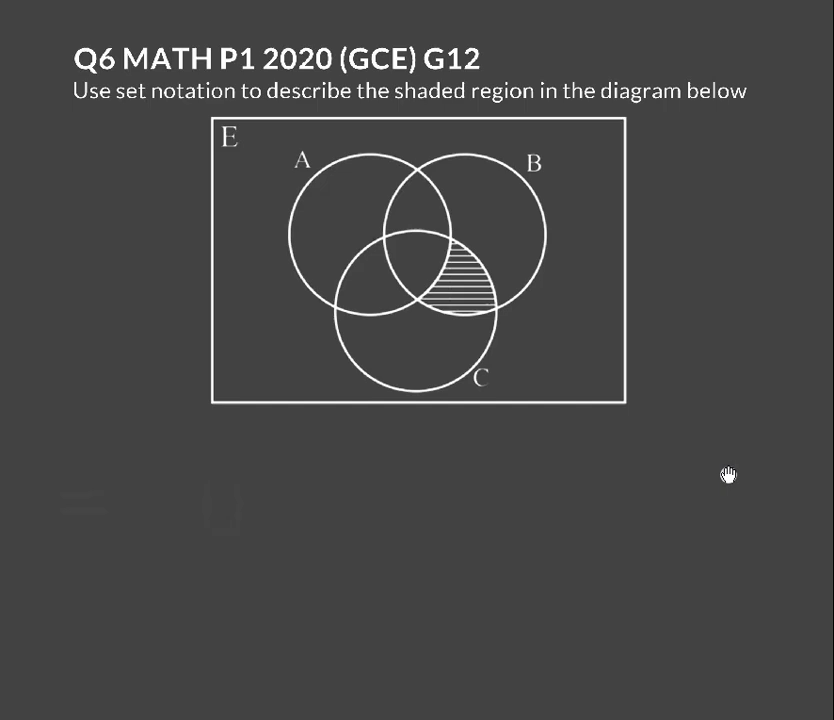 Q6 MATH P1 2020 (GCE) G12
Use set notation to describe the shaded region in the diagram below
E
A
B
C